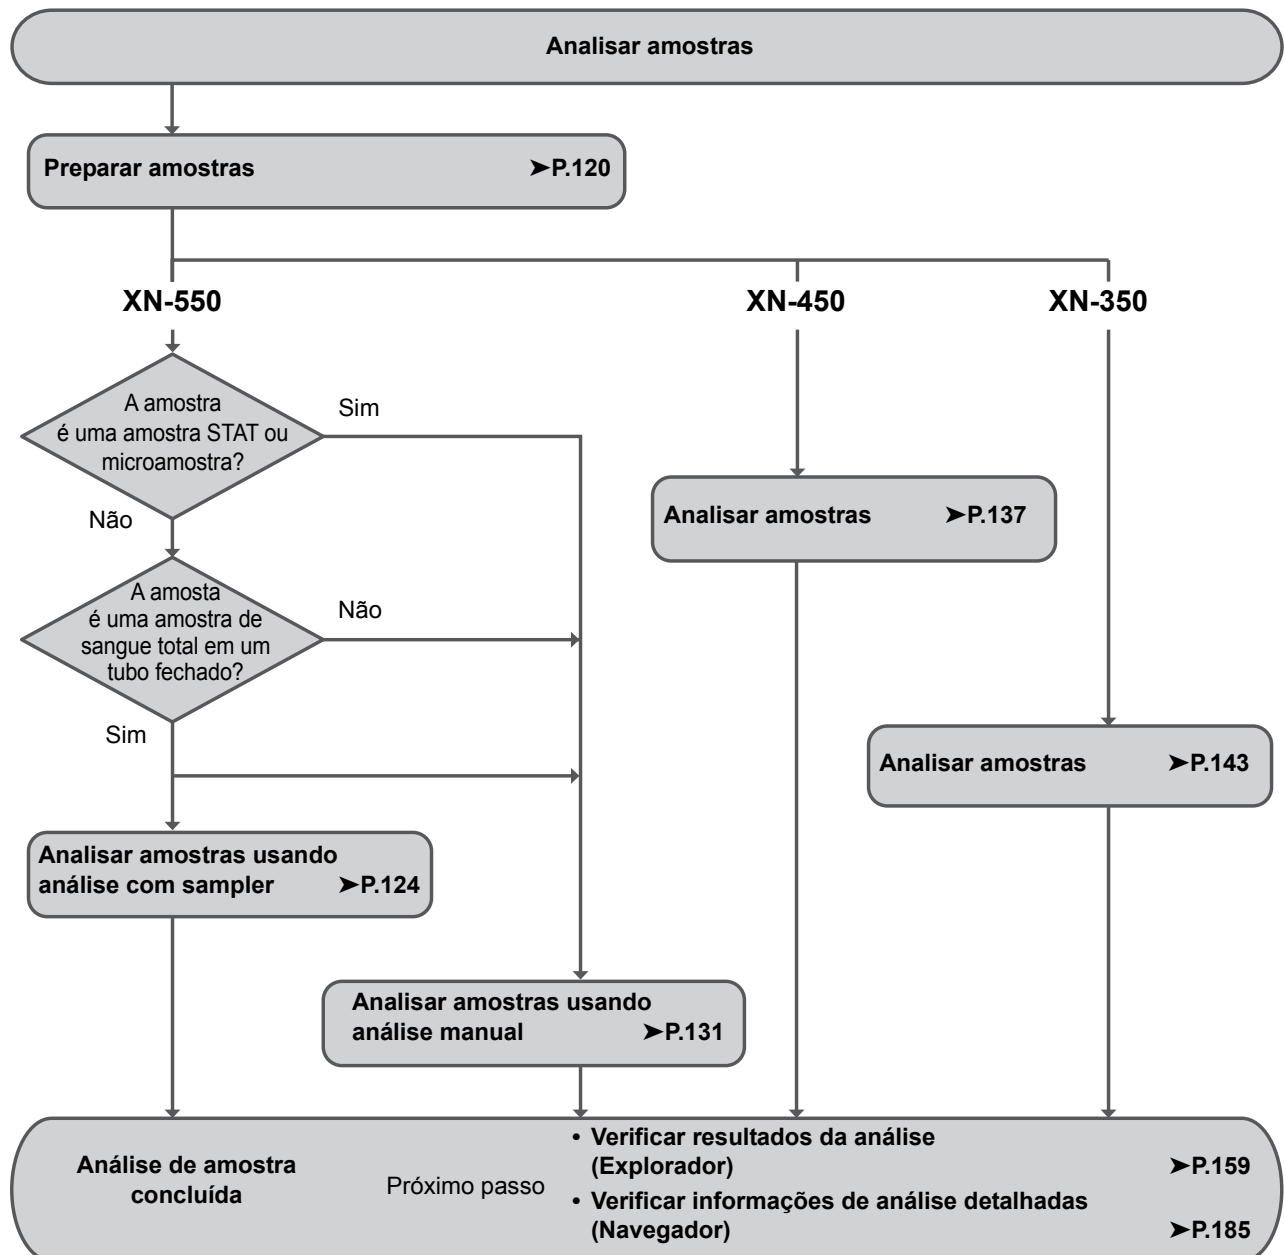 Analisar amostras
Preparar amostras ➤P.120
XN-550 XN-450 XN-350
A amostra
é uma amostra STAT ou
microamostra?
Sim
Não
Analisar amostras ➤P.137
A amosta
é uma amostra de
sangue total em um
tubo fechado?
Não
Sim
Analisar amostras ➤P.143
Analisar amostras usando
análise com sampler ➤P.124
Analisar amostras usando
análise manual ➤P.131
Análise de amostra
concluída
Próximo passo
• Verificar resultados da análise
(Explorador) ➤P.159
• Verificar informações de análise detalhadas
(Navegador) ➤P.185